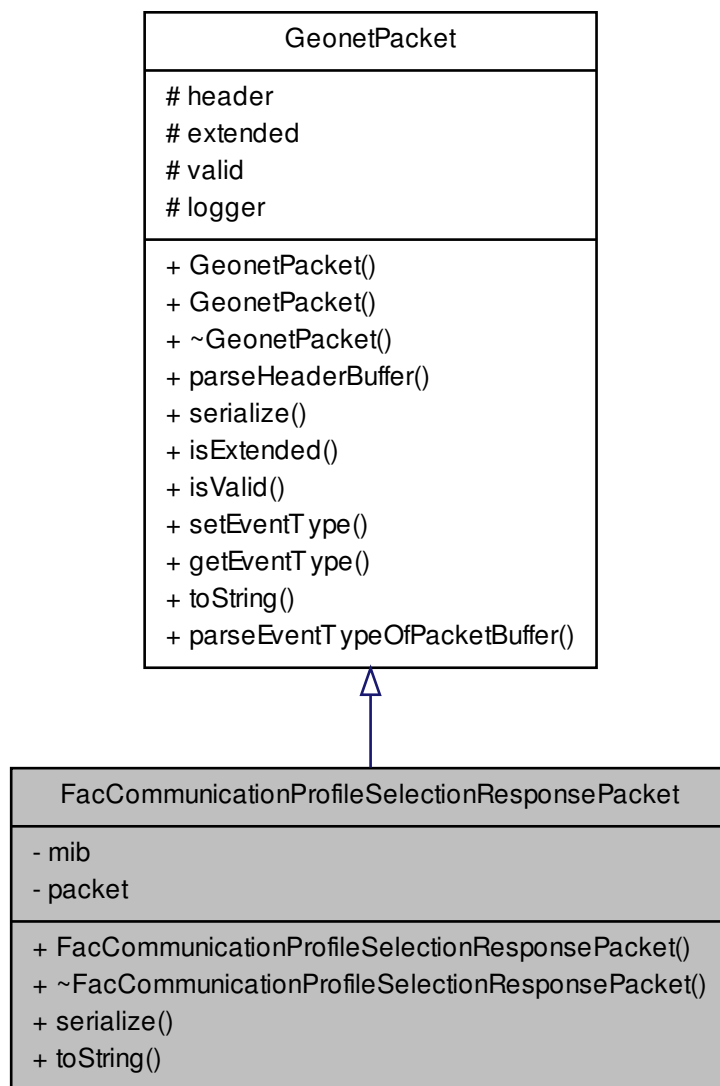 GeonetPacket
# header
# extended
# valid
# logger
+ GeonetPacket()
+ GeonetPacket()
+ ~GeonetPacket()
+ parseHeaderBuffer()
+ serialize()
+ isExtended()
+ isValid()
+ setEventType()
+ getEventType()
+ toString()
+ parseEventTypeOfPacketBuffer()
FacCommunicationProfileSelectionResponsePacket
- mib
- packet
+ FacCommunicationProfileSelectionResponsePacket()
+ ~FacCommunicationProfileSelectionResponsePacket()
+ serialize()
+ toString()